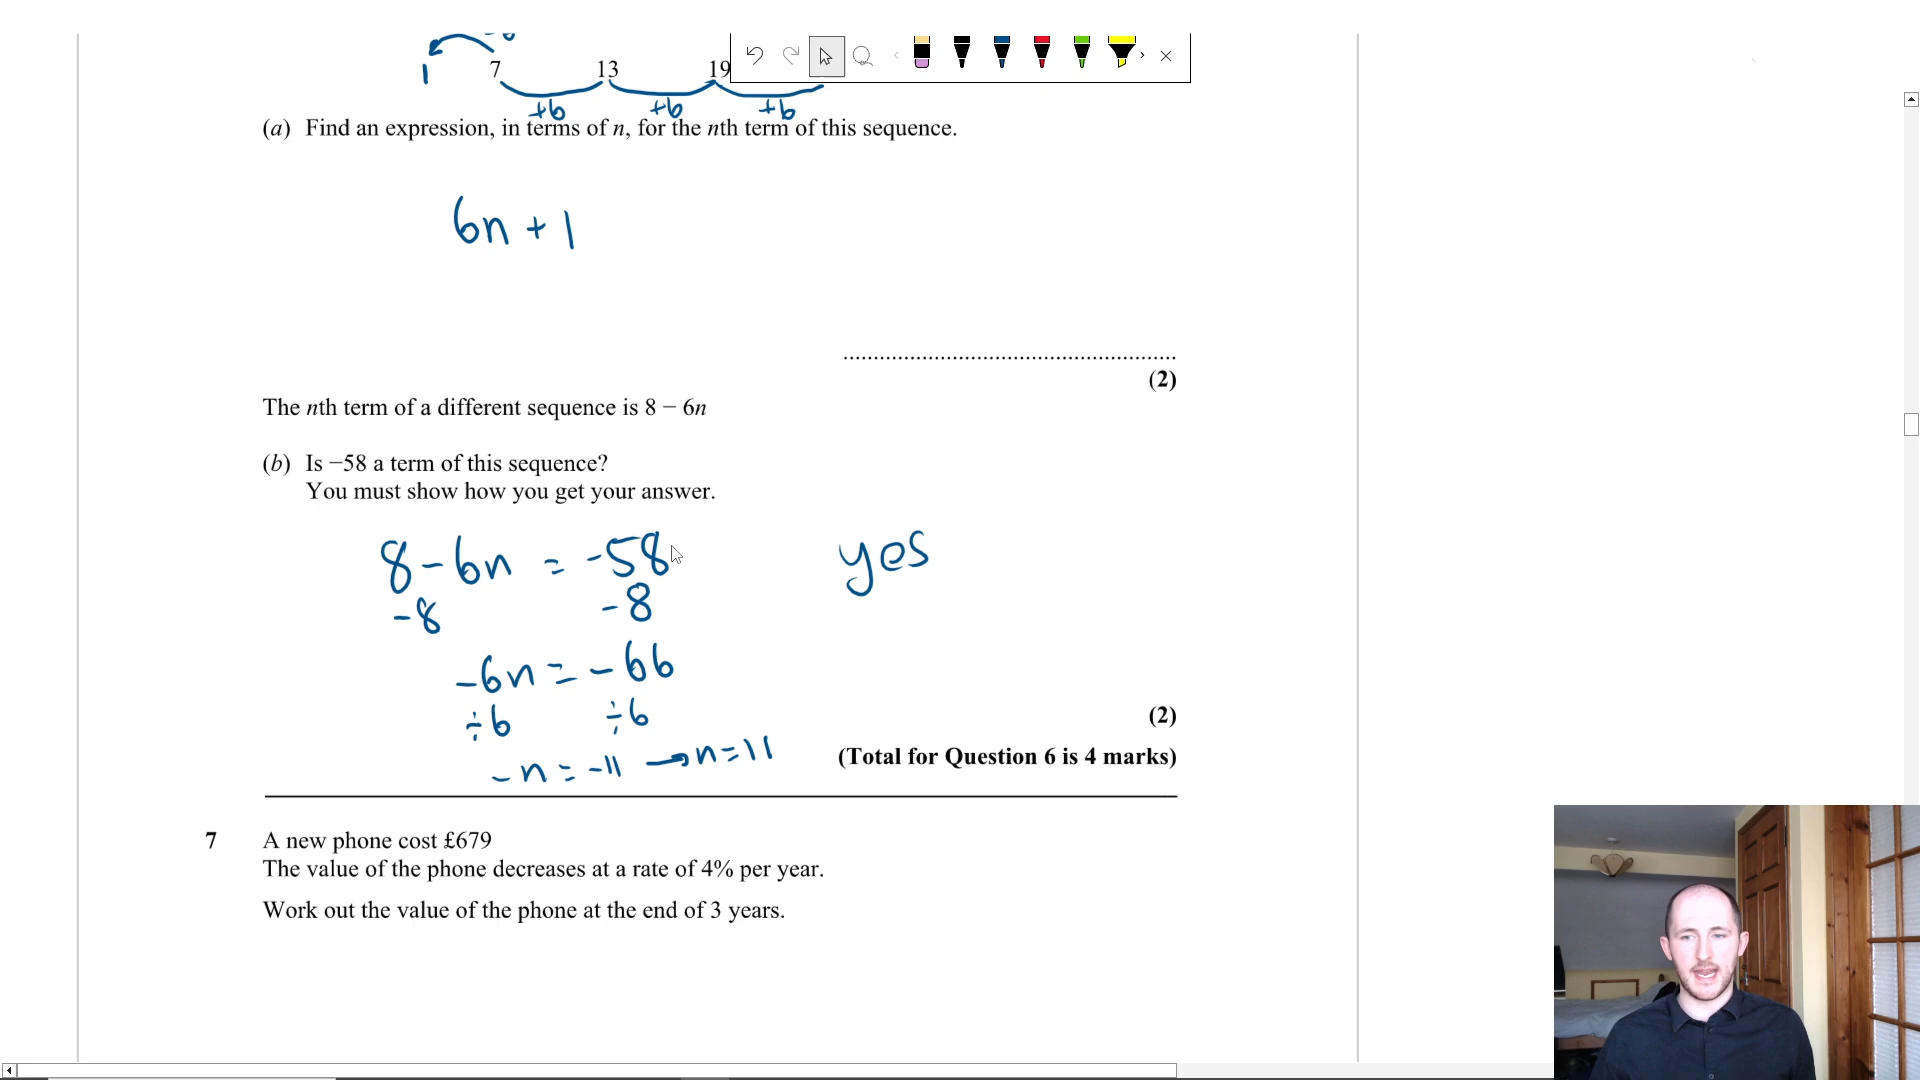 1 7 13 19
+6 +6 +6
(a) Find an expression, in terms of n, for the nth term of this sequence.
6n + 1
(2)
The nth term of a different sequence is 8 − 6n
(b) Is −58 a term of this sequence?
You must show how you get your answer.
8 - 6n = -58 yes
-8 -8
-6n = -66
÷6 ÷6
(2)
-n = -11 → n = 11
(Total for Question 6 is 4 marks)
7 A new phone cost £679
The value of the phone decreases at a rate of 4% per year.
Work out the value of the phone at the end of 3 years.